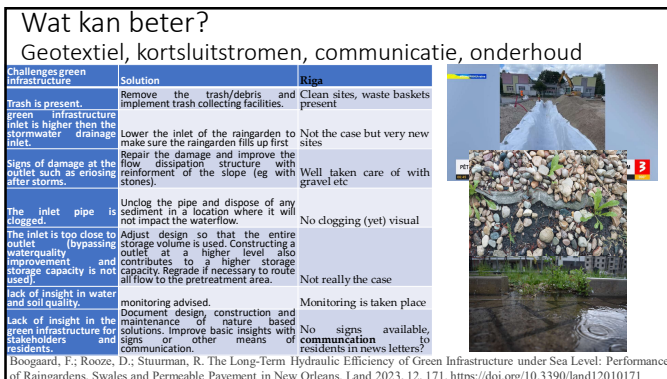 Wat kan beter?
Geotextiel, kortsluitstromen, communicatie, onderhoud
Challenges green infrastructure
Solution
Riga
Trash is present.
Remove the trash/debris and implement trash collecting facilities.
Clean sites, waste baskets present
green infrastructure inlet is higher then the stormwater drainage inlet.
Lower the inlet of the raingarden to make sure the raingarden fills up first
Not the case but very new sites
Signs of damage at the outlet such as eriosing after storms.
Repair the damage and improve the flow dissipation structure with reinforment of the slope (eg with stones).
Well taken care of with gravel etc
The inlet pipe is clogged.
Unclog the pipe and dispose of any sediment in a location where it will not impact the waterflow.
No clogging (yet) visual
The inlet is too close to outlet (bypassing waterquality improvement and storage capacity is not used).
Adjust design so that the entire storage volume is used. Constructing a outlet at a higher level also contributes to a higher storage capacity. Regrade if necessary to route all flow to the pretreatment area.
Not really the case
lack of insight in water and soil quality.
monitoring advised.
Monitoring is taken place
Lack of insight in the green infrastructure for stakeholders and residents.
Document design, construction and maintenance of nature based solutions. Improve basic insights with signs or other means of communication.
No signs available, communcation to residents in news letters?
3
Boogaard, F.; Rooze, D.; Stuurman, R. The Long-Term Hydraulic Efficiency of Green Infrastructure under Sea Level: Performance
of Raingardens, Swales and Permeable Pavement in New Orleans. Land 2023, 12, 171. https://doi.org/10.3390/land12010171